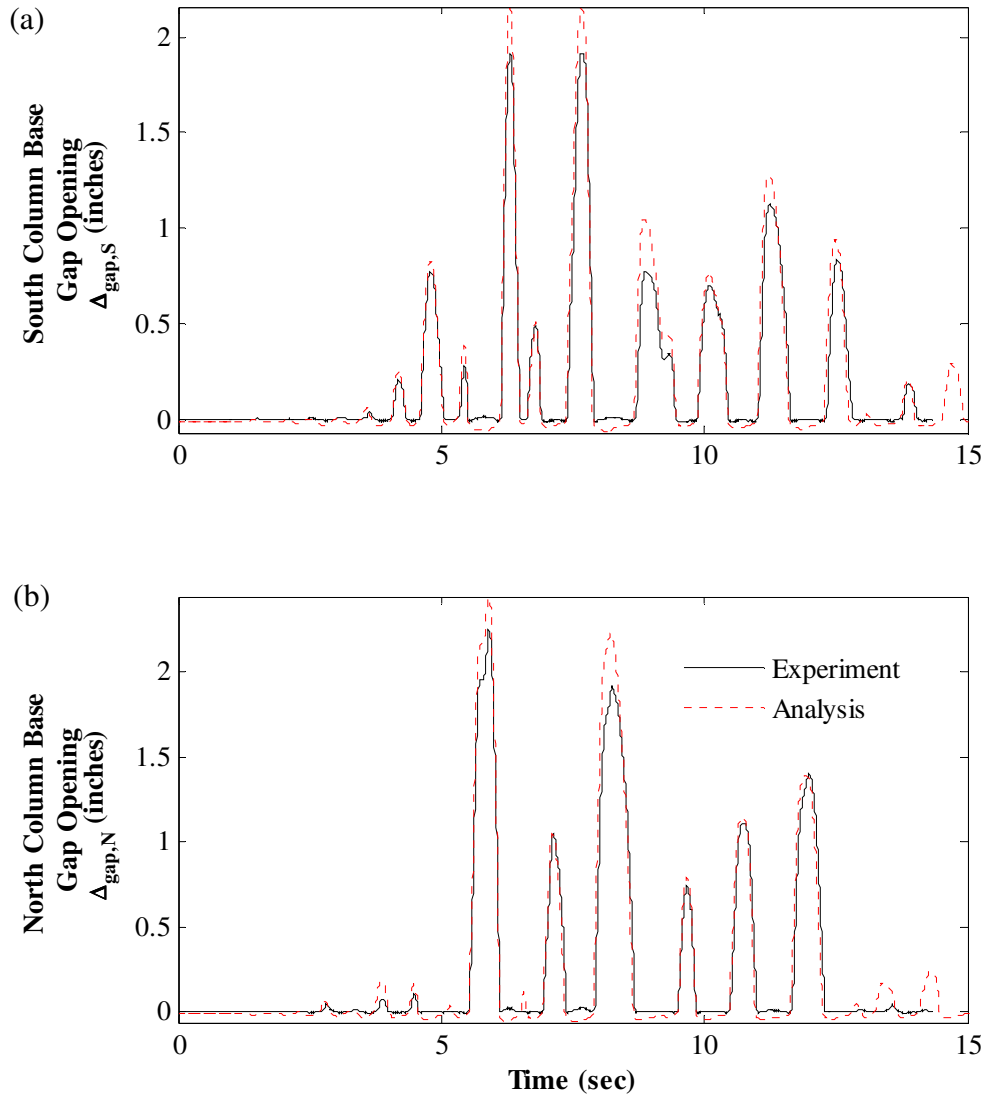 (a)
2
1.5
1
0.5
0
South Column Base
Gap Opening
Δgap,S (inches)
0
5
10
15
(b)
2
1.5
1
0.5
0
North Column Base
Gap Opening
Δgap,N (inches)
Experiment
Analysis
0
5
10
15
Time (sec)